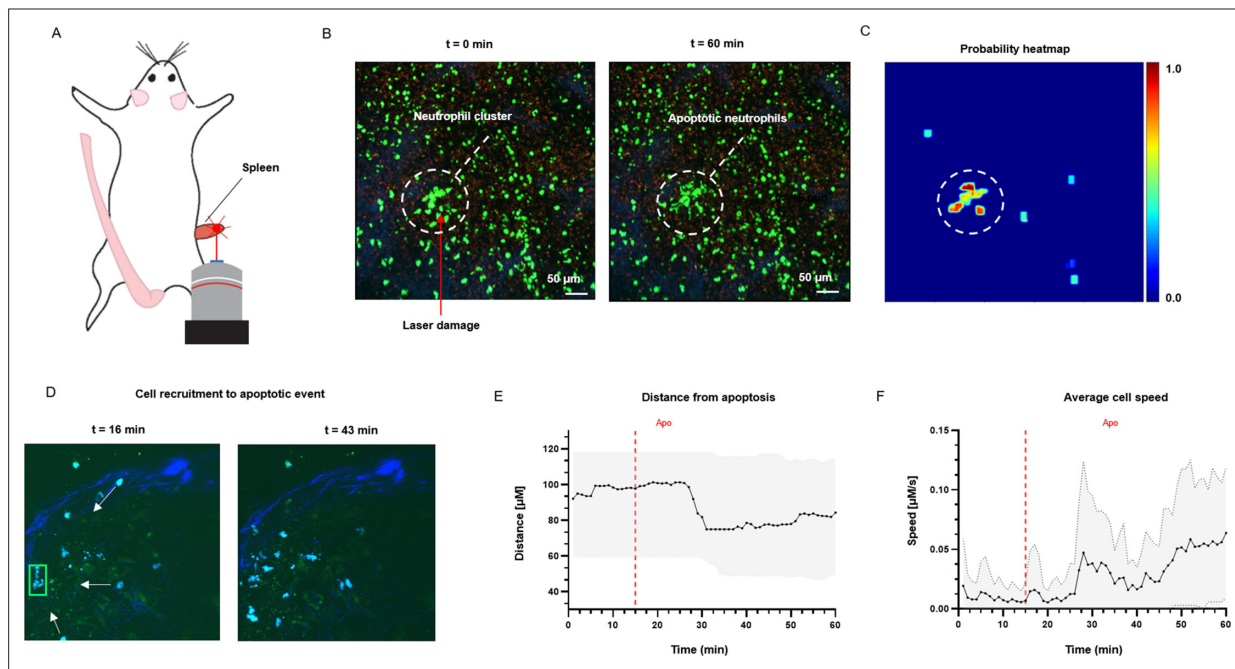 A
Spleen
B
t = 0 min
t = 60 min
Neutrophil cluster
Apoptotic neutrophils
50 µm
50 µm
Laser damage
C
Probability heatmap
1.0
0.0
D
Cell recruitment to apoptotic event
t = 16 min
t = 43 min
E
Distance from apoptosis
Apo
Distance [µM]
120
100
80
60
40
0 10 20 30 40 50 60
Time (min)
F
Average cell speed
Apo
Speed [µM/s]
0.15
0.10
0.05
0.00
0 10 20 30 40 50 60
Time (min)